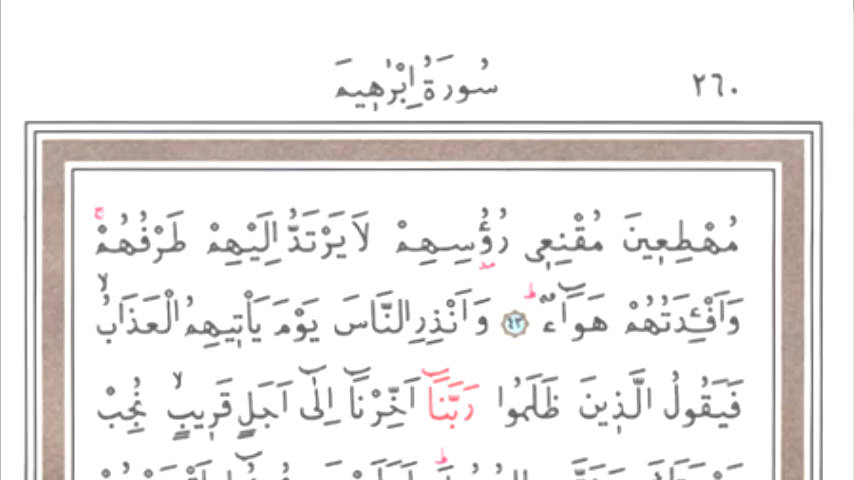 سُورَةُ اِبْرٰهٖيمَ ٢٦٠
مُهْطِعٖينَ مُقْنِعٖى رُؤُ۫سِهِمْ لَا يَرْتَدُّ اِلَيْهِمْ طَرْفُهُمْۚ
وَاَفْـِٔدَتُهُمْ هَوَٓاءٌؕ ﴿٤٣﴾ وَاَنْذِرِ النَّاسَ يَوْمَ يَأْتٖيهِمُ الْعَذَابُۙ
فَيَقُولُ الَّذٖينَ ظَلَمُوا رَبَّنَٓا اَخِّرْنَٓا اِلٰٓى اَجَلٍ قَرٖيبٍۙ نُجِبْ